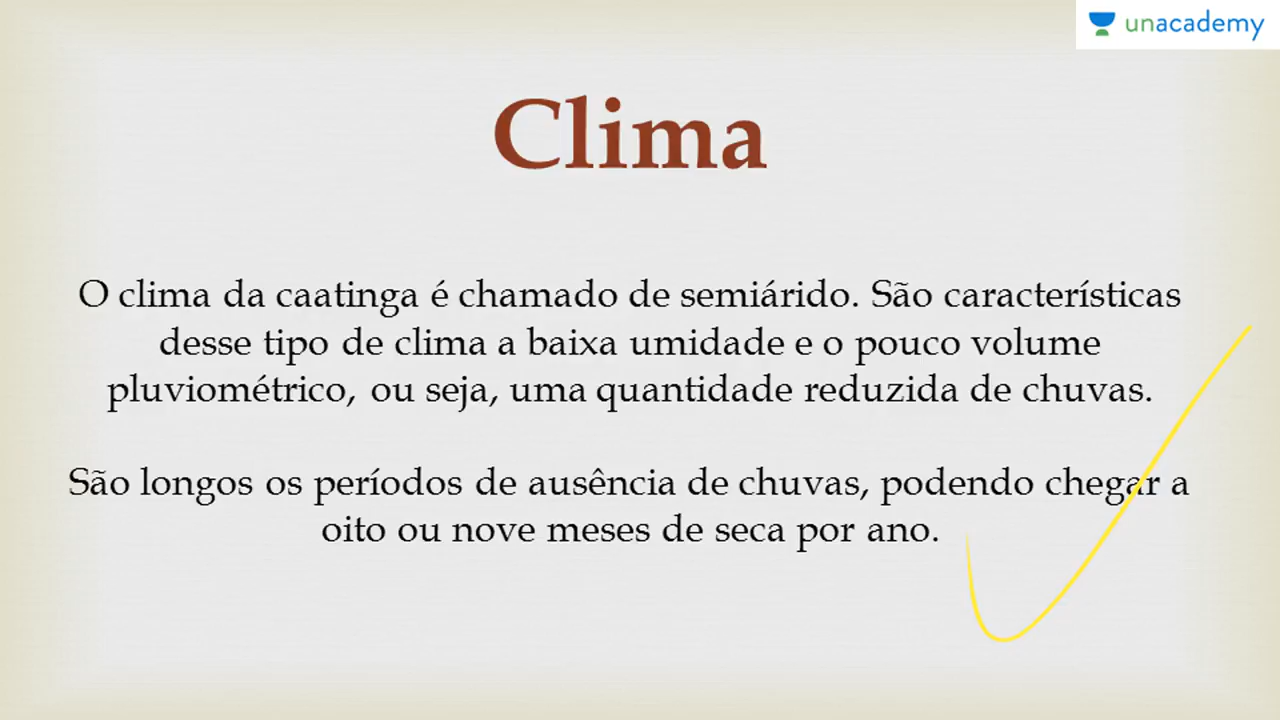 unacademy
Clima
O clima da caatinga é chamado de semiárido. São características
desse tipo de clima a baixa umidade e o pouco volume
pluviométrico, ou seja, uma quantidade reduzida de chuvas.
São longos os períodos de ausência de chuvas, podendo chegar a
oito ou nove meses de seca por ano.